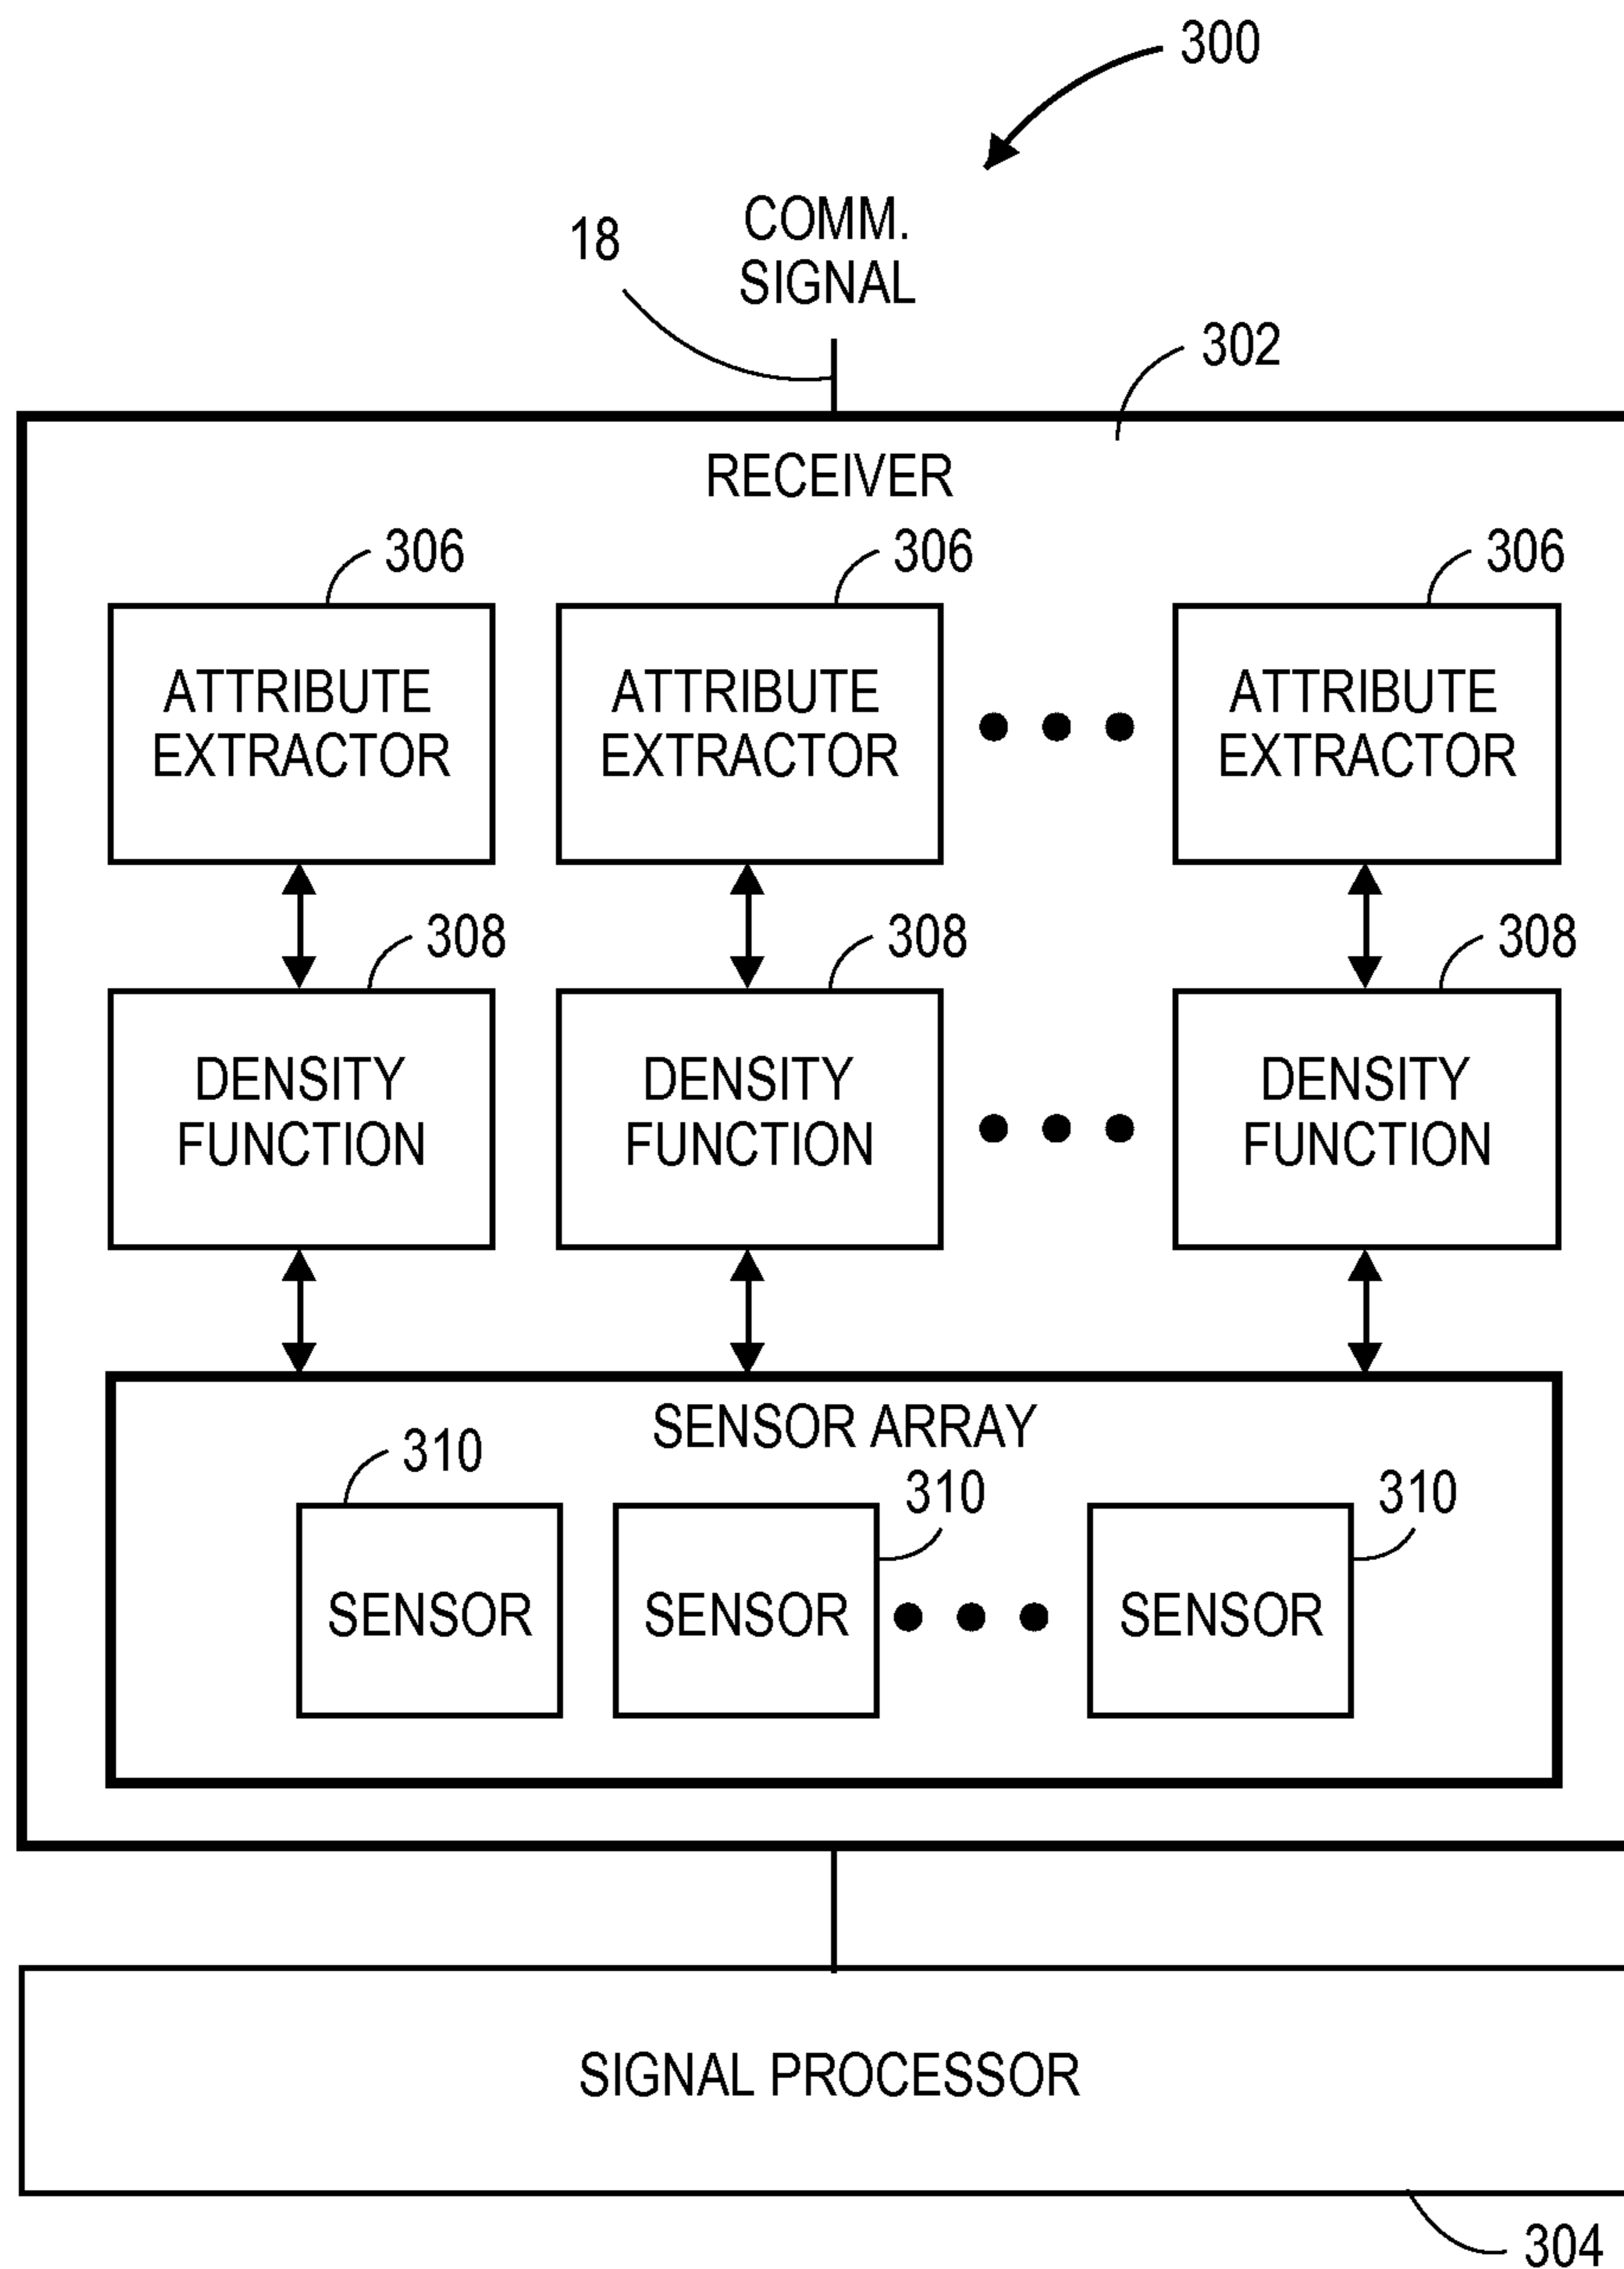 300
COMM.
SIGNAL
18
302
RECEIVER
306 306 306
ATTRIBUTE EXTRACTOR
ATTRIBUTE EXTRACTOR
ATTRIBUTE EXTRACTOR
308 308 308
DENSITY FUNCTION
DENSITY FUNCTION
DENSITY FUNCTION
SENSOR ARRAY
310 310 310
SENSOR SENSOR SENSOR
SIGNAL PROCESSOR
304